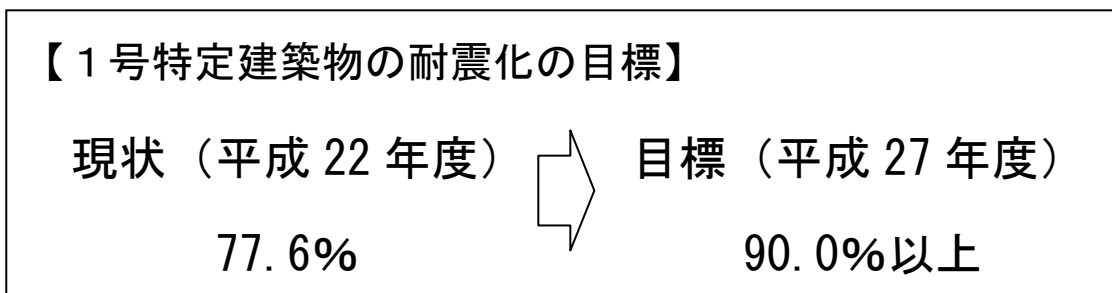 【１号特定建築物の耐震化の目標】
現状（平成 22 年度） 目標（平成 27 年度）
77.6% 90.0%以上